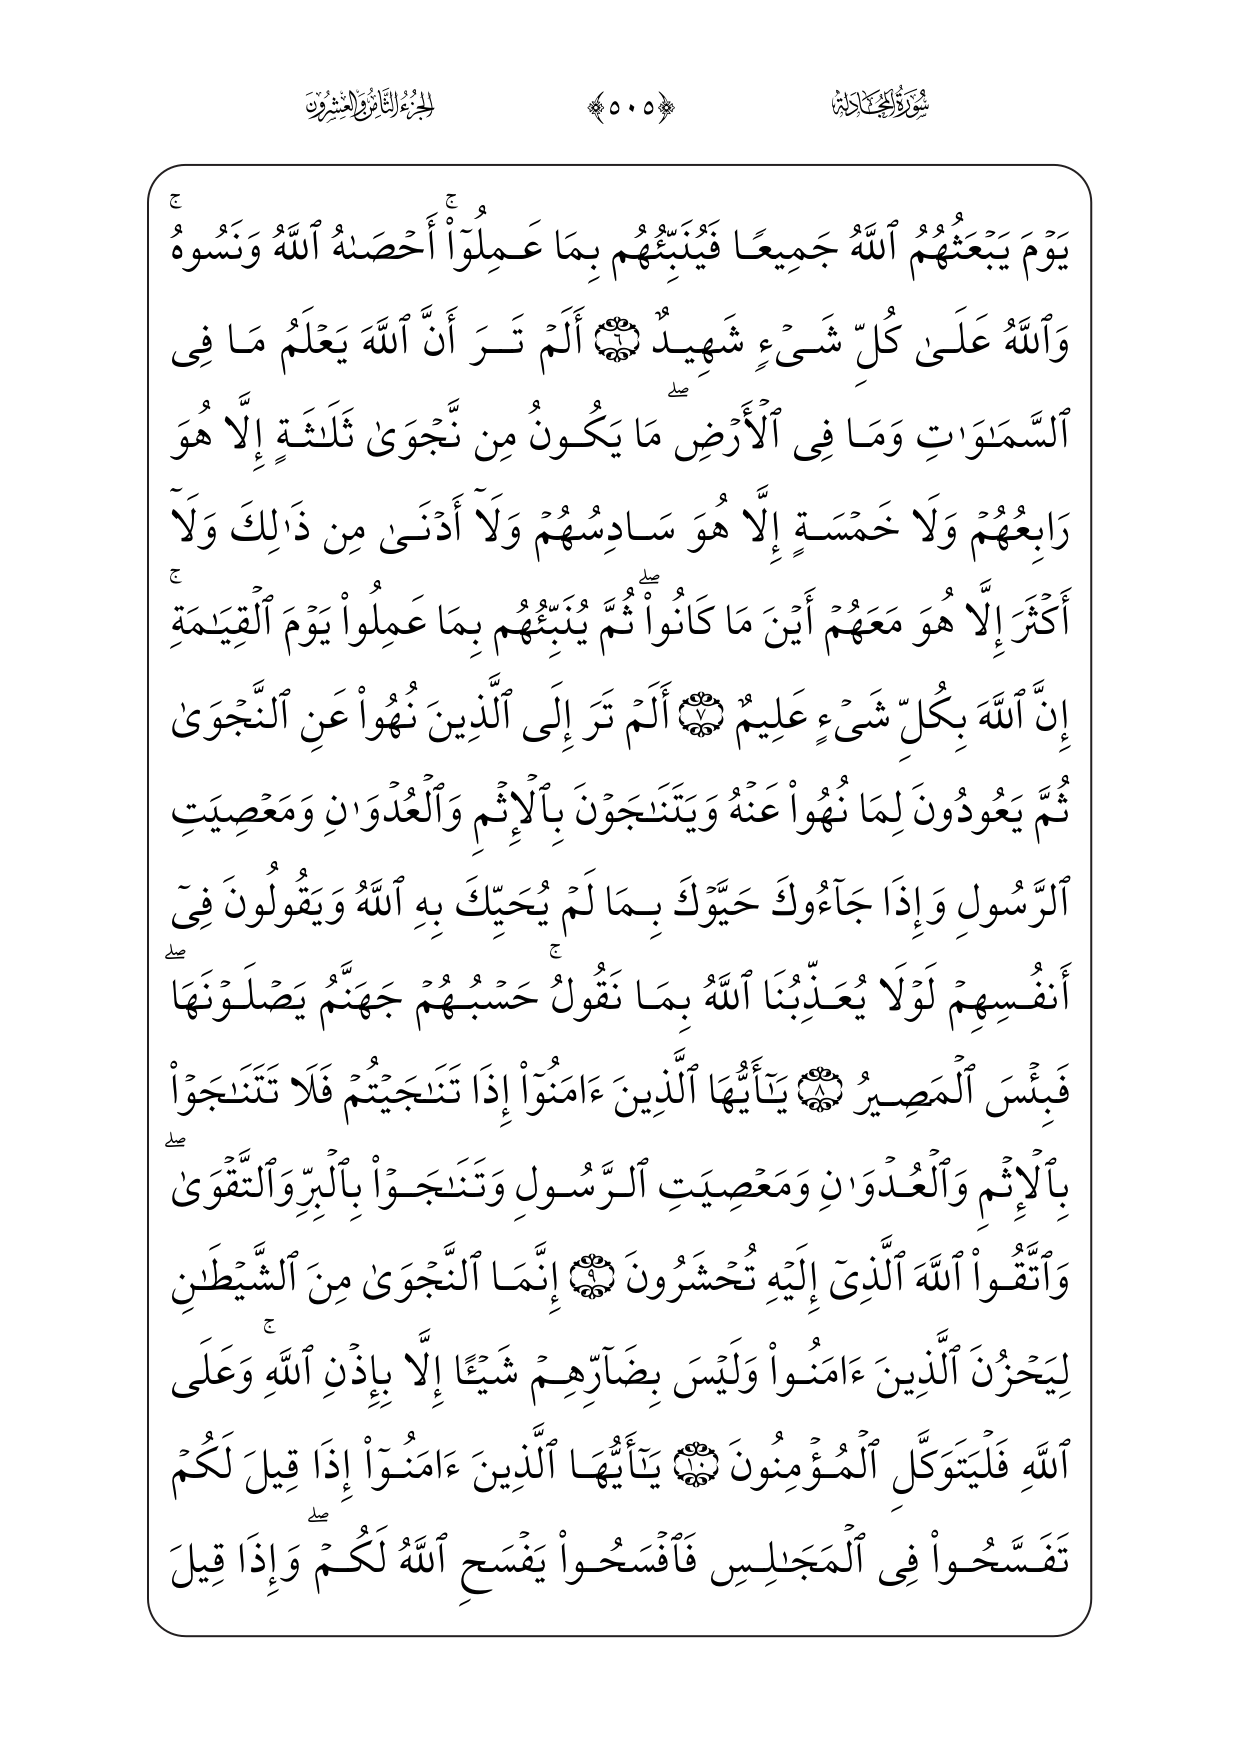 سُورَةُ المُجَادلة ﴿٥٠٥﴾ الجُزْءُ الثَّامِنُ وَالعِشْرُونَ
يَوۡمَ يَبۡعَثُهُمُ ٱللَّهُ جَمِيعٗا فَيُنَبِّئُهُم بِمَا عَمِلُوٓاْۚ أَحۡصَىٰهُ ٱللَّهُ وَنَسُوهُۚ
وَٱللَّهُ عَلَىٰ كُلِّ شَيۡءٖ شَهِيدٌ ٦ أَلَمۡ تَرَ أَنَّ ٱللَّهَ يَعۡلَمُ مَا فِي
ٱلسَّمَٰوَٰتِ وَمَا فِي ٱلۡأَرۡضِۖ مَا يَكُونُ مِن نَّجۡوَىٰ ثَلَٰثَةٍ إِلَّا هُوَ
رَابِعُهُمۡ وَلَا خَمۡسَةٍ إِلَّا هُوَ سَادِسُهُمۡ وَلَآ أَدۡنَىٰ مِن ذَٰلِكَ وَلَآ
أَكۡثَرَ إِلَّا هُوَ مَعَهُمۡ أَيۡنَ مَا كَانُواْۖ ثُمَّ يُنَبِّئُهُم بِمَا عَمِلُواْ يَوۡمَ ٱلۡقِيَٰمَةِۚ
إِنَّ ٱللَّهَ بِكُلِّ شَيۡءٍ عَلِيمٌ ٧ أَلَمۡ تَرَ إِلَى ٱلَّذِينَ نُهُواْ عَنِ ٱلنَّجۡوَىٰ
ثُمَّ يَعُودُونَ لِمَا نُهُواْ عَنۡهُ وَيَتَنَٰجَوۡنَ بِٱلۡإِثۡمِ وَٱلۡعُدۡوَٰنِ وَمَعۡصِيَتِ
ٱلرَّسُولِ وَإِذَا جَآءُوكَ حَيَّوۡكَ بِمَا لَمۡ يُحَيِّكَ بِهِ ٱللَّهُ وَيَقُولُونَ فِيٓ
أَنفُسِهِمۡ لَوۡلَا يُعَذِّبُنَا ٱللَّهُ بِمَا نَقُولُۚ حَسۡبُهُمۡ جَهَنَّمُ يَصۡلَوۡنَهَاۖ
فَبِئۡسَ ٱلۡمَصِيرُ ٨ يَٰٓأَيُّهَا ٱلَّذِينَ ءَامَنُوٓاْ إِذَا تَنَٰجَيۡتُمۡ فَلَا تَتَنَٰجَوۡاْ
بِٱلۡإِثۡمِ وَٱلۡعُدۡوَٰنِ وَمَعۡصِيَتِ ٱلرَّسُولِ وَتَنَٰجَوۡاْ بِٱلۡبِرِّ وَٱلتَّقۡوَىٰۖ
وَٱتَّقُواْ ٱللَّهَ ٱلَّذِيٓ إِلَيۡهِ تُحۡشَرُونَ ٩ إِنَّمَا ٱلنَّجۡوَىٰ مِنَ ٱلشَّيۡطَٰنِ
لِيَحۡزُنَ ٱلَّذِينَ ءَامَنُواْ وَلَيۡسَ بِضَآرِّهِمۡ شَيۡـًٔا إِلَّا بِإِذۡنِ ٱللَّهِۚ وَعَلَى
ٱللَّهِ فَلۡيَتَوَكَّلِ ٱلۡمُؤۡمِنُونَ ١٠ يَٰٓأَيُّهَا ٱلَّذِينَ ءَامَنُوٓاْ إِذَا قِيلَ لَكُمۡ
تَفَسَّحُواْ فِي ٱلۡمَجَٰلِسِ فَٱفۡسَحُواْ يَفۡسَحِ ٱللَّهُ لَكُمۡۖ وَإِذَا قِيلَ